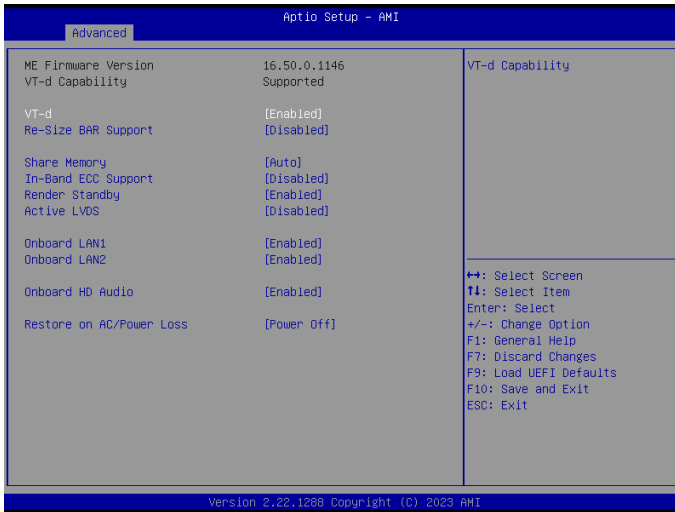 Aptio Setup – AMI
Advanced
ME Firmware Version 16.50.0.1146
VT-d Capability Supported
VT-d [Enabled]
Re-Size BAR Support [Disabled]
Share Memory [Auto]
In-Band ECC Support [Disabled]
Render Standby [Enabled]
Active LVDS [Disabled]
Onboard LAN1 [Enabled]
Onboard LAN2 [Enabled]
Onboard HD Audio [Enabled]
Restore on AC/Power Loss [Power Off]
VT-d Capability
↔: Select Screen
↑↓: Select Item
Enter: Select
+/-: Change Option
F1: General Help
F7: Discard Changes
F9: Load UEFI Defaults
F10: Save and Exit
ESC: Exit
Version 2.22.1288 Copyright (C) 2023 AMI